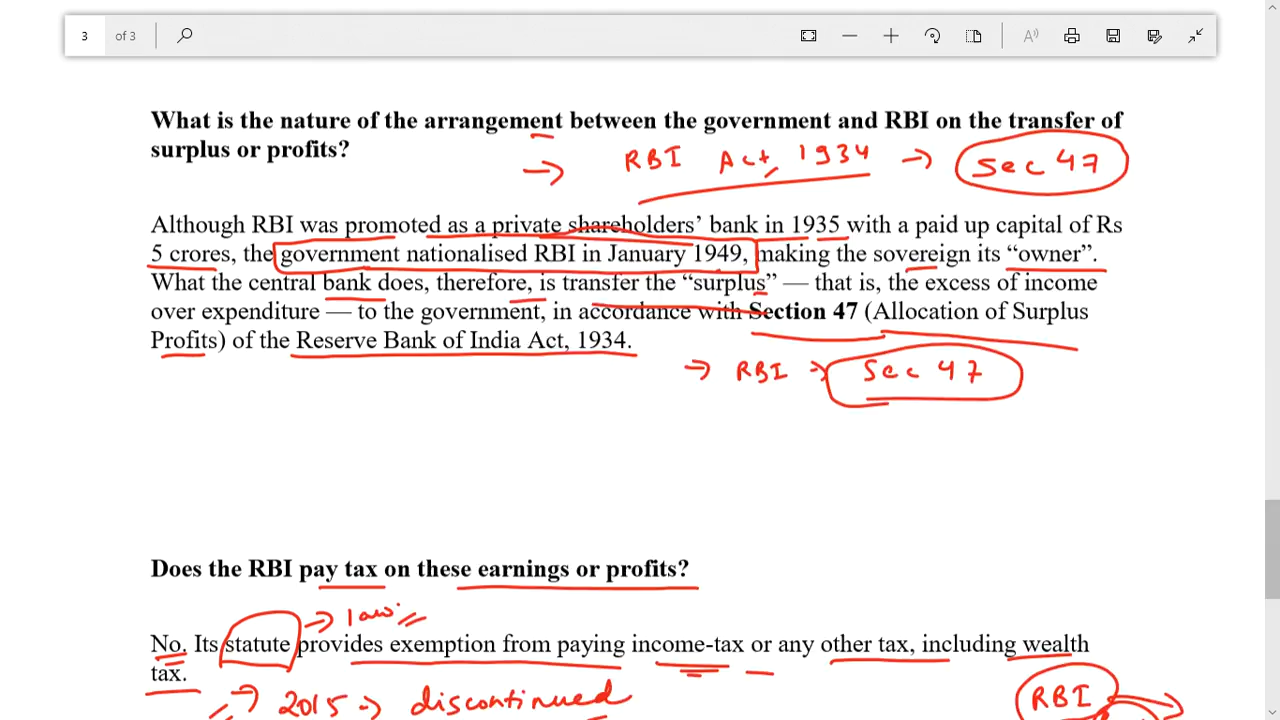 3 of 3
What is the nature of the arrangement between the government and RBI on the transfer of
surplus or profits?
→ RBI Act, 1934 → Sec 47
Although RBI was promoted as a private shareholders’ bank in 1935 with a paid up capital of Rs
5 crores, the government nationalised RBI in January 1949, making the sovereign its “owner”.
What the central bank does, therefore, is transfer the “surplus” — that is, the excess of income
over expenditure — to the government, in accordance with Section 47 (Allocation of Surplus
Profits) of the Reserve Bank of India Act, 1934.
→ RBI → Sec 47
Does the RBI pay tax on these earnings or profits?
→ law
No. Its statute provides exemption from paying income-tax or any other tax, including wealth
tax.
→ 2015 → discontinued
RBI →